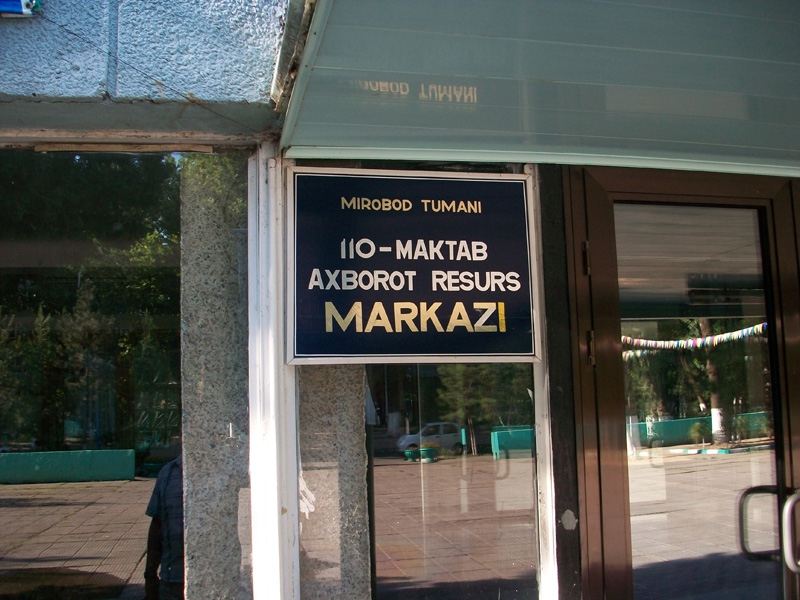 MIROBOD TUMANI
110-MAKTAB
AXBOROT RESURS
MARKAZI